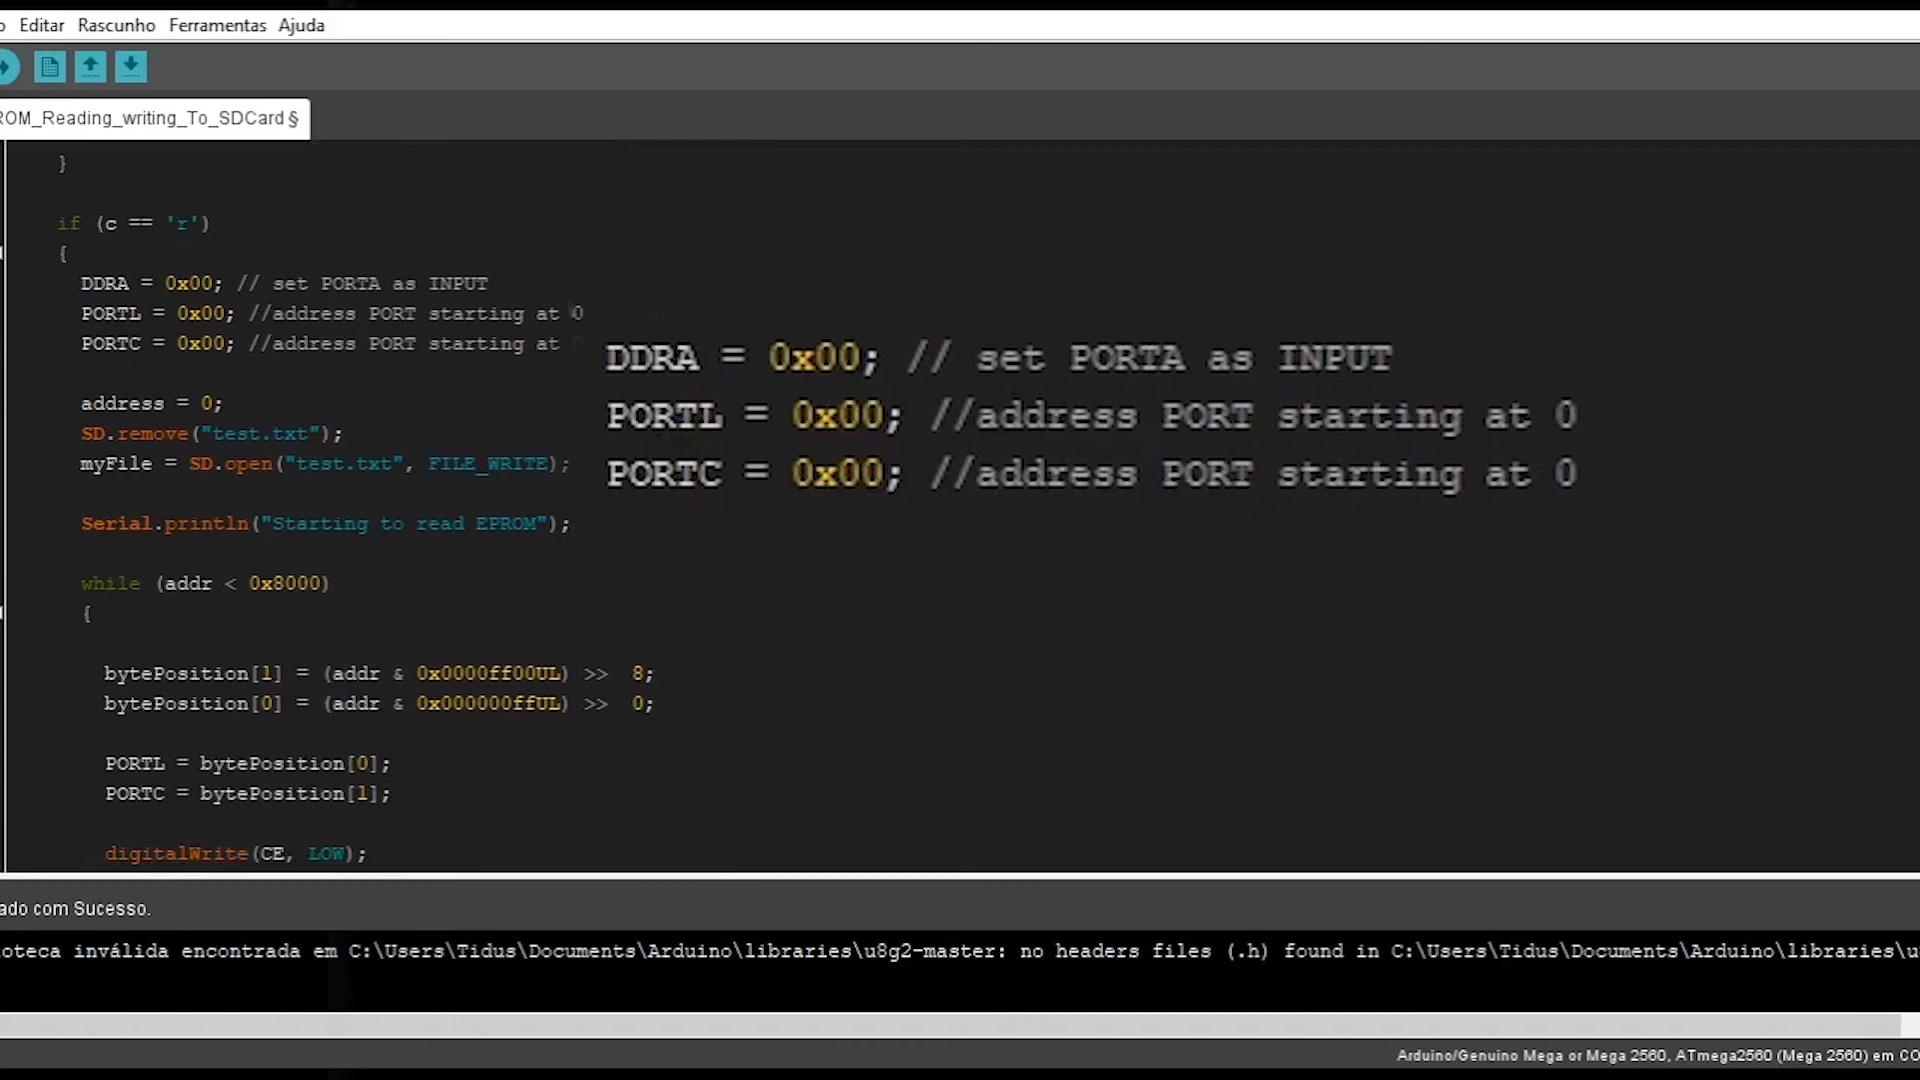 Editar Rascunho Ferramentas Ajuda
ROM_Reading_writing_To_SDCard §
}
if (c == 'r')
{
DDRA = 0x00; // set PORTA as INPUT
PORTL = 0x00; //address PORT starting at 0
PORTC = 0x00; //address PORT starting at
DDRA = 0x00; // set PORTA as INPUT
PORTL = 0x00; //address PORT starting at 0
PORTC = 0x00; //address PORT starting at 0
address = 0;
SD.remove("test.txt");
myFile = SD.open("test.txt", FILE_WRITE);
Serial.println("Starting to read EPROM");
while (addr < 0x8000)
{
bytePosition[1] = (addr & 0x0000ff00UL) >> 8;
bytePosition[0] = (addr & 0x000000ffUL) >> 0;
PORTL = bytePosition[0];
PORTC = bytePosition[1];
digitalWrite(CE, LOW);
ado com Sucesso.
oteca inválida encontrada em C:\Users\Tidus\Documents\Arduino\libraries\u8g2-master: no headers files (.h) found in C:\Users\Tidus\Documents\Arduino\libraries\u
Arduino/Genuino Mega or Mega 2560, ATmega2560 (Mega 2560) em CO